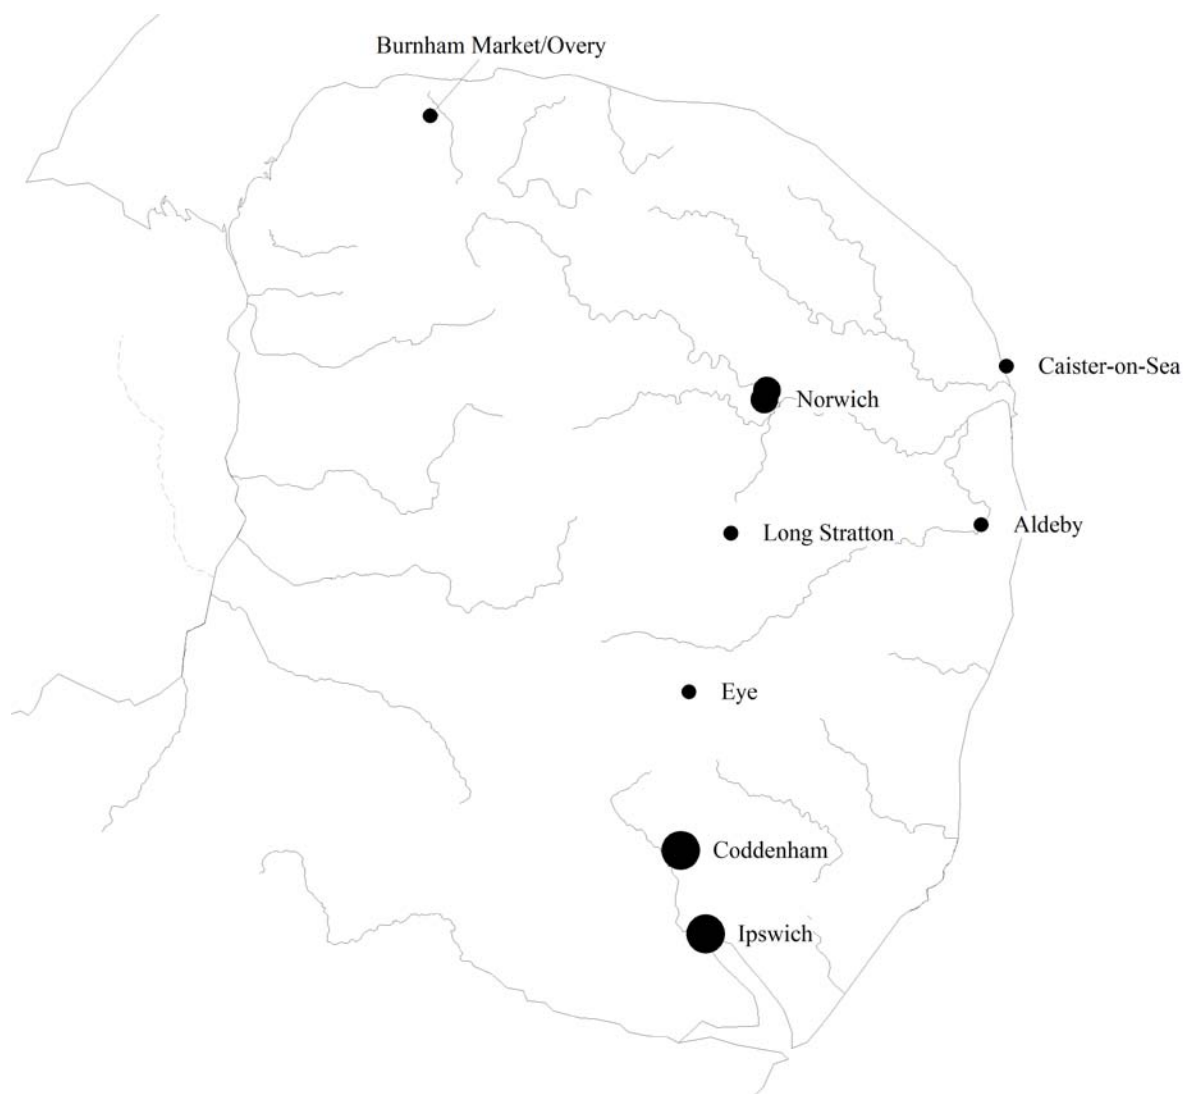 Burnham Market/Overy
Caister-on-Sea
Norwich
Aldeby
Long Stratton
Eye
Coddenham
Ipswich